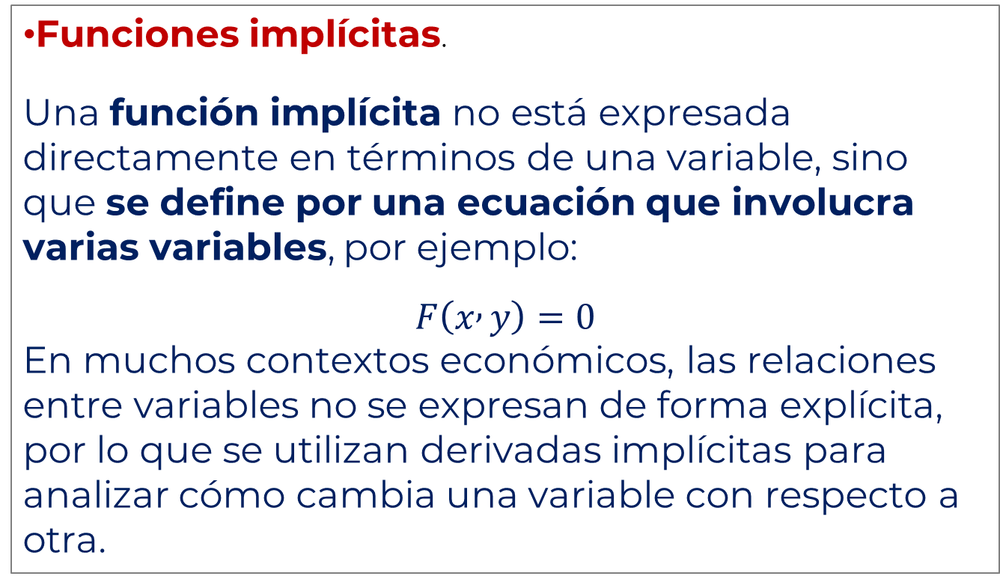 •Funciones implícitas.
Una función implícita no está expresada
directamente en términos de una variable, sino
que se define por una ecuación que involucra
varias variables, por ejemplo:
F(x, y) = 0
En muchos contextos económicos, las relaciones
entre variables no se expresan de forma explícita,
por lo que se utilizan derivadas implícitas para
analizar cómo cambia una variable con respecto a
otra.